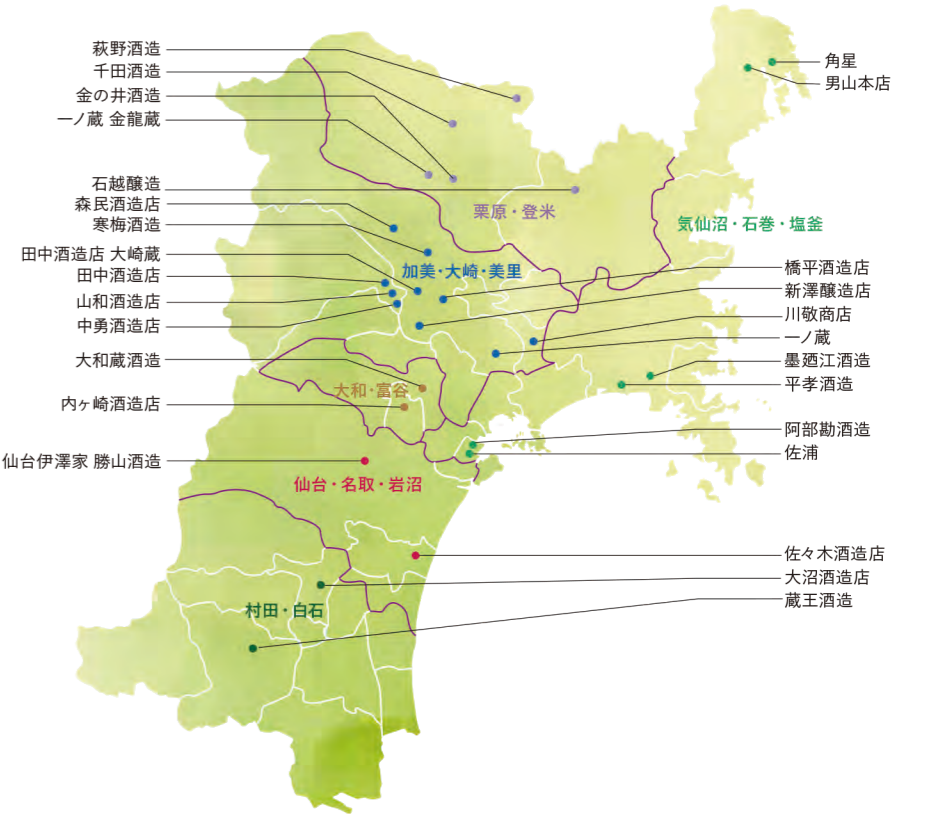 萩野酒造
千田酒造
金の井酒造
一ノ蔵 金龍蔵
石越醸造
森民酒造店
寒梅酒造
田中酒造店 大崎蔵
田中酒造店
山和酒造店
中勇酒造店
大和蔵酒造
内ヶ崎酒造店
仙台伊澤家 勝山酒造
角星
男山本店
栗原・登米
気仙沼・石巻・塩釜
加美・大崎・美里
大和・富谷
仙台・名取・岩沼
村田・白石
橋平酒造店
新澤醸造店
川敬商店
一ノ蔵
墨廼江酒造
平孝酒造
阿部勘酒造
佐浦
佐々木酒造店
大沼酒造店
蔵王酒造